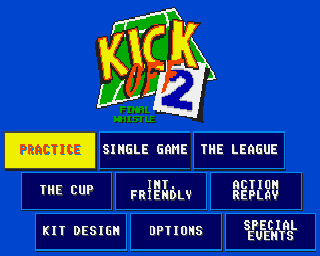 KICK
OFF
2
FINAL
WHISTLE
PRACTICE
SINGLE GAME
THE LEAGUE
THE CUP
INT.
FRIENDLY
ACTION
REPLAY
KIT DESIGN
OPTIONS
SPECIAL
EVENTS